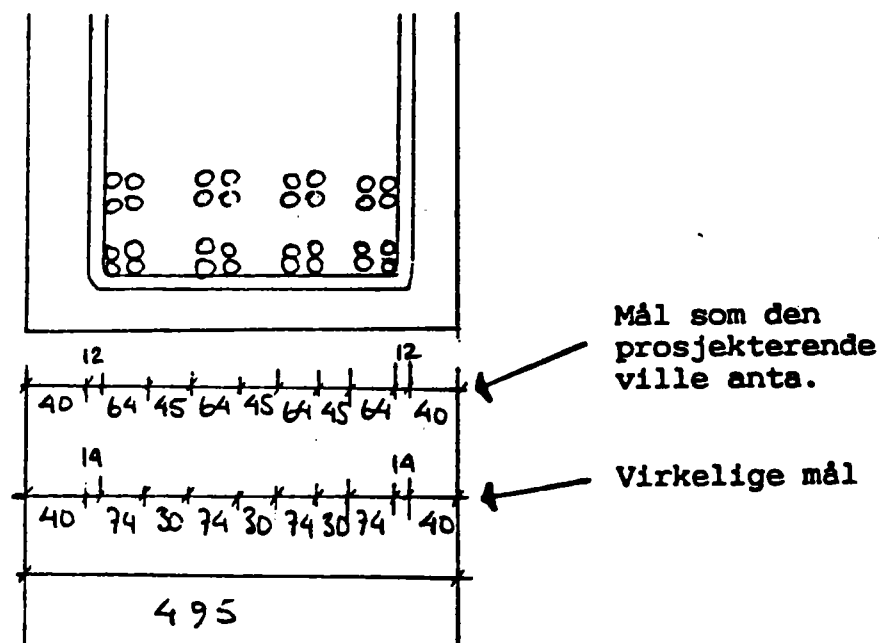 12 12
40 64 45 64 45 64 45 64 40
Mål som den
prosjekterende
ville anta.
14 14
40 74 30 74 30 74 30 74 40
Virkelige mål
495